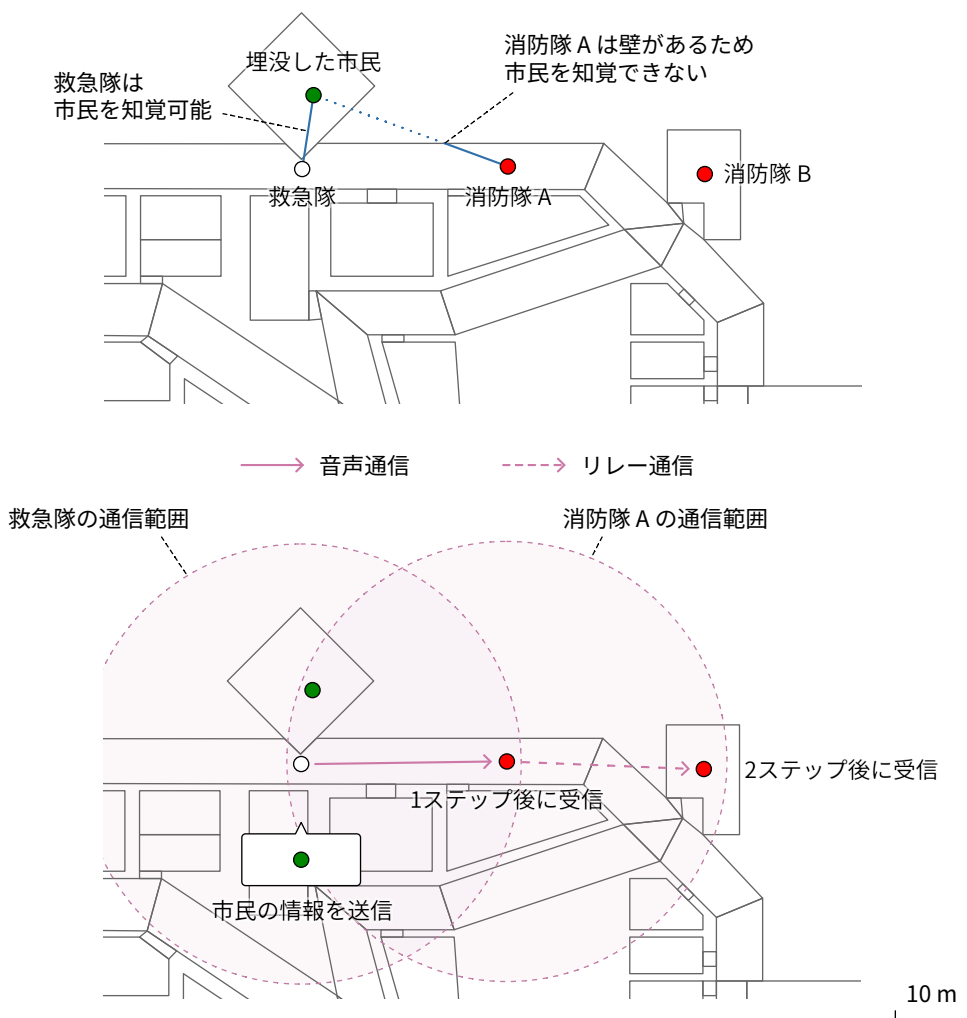 消防隊 A は壁があるため
市民を知覚できない
埋没した市民
救急隊は
市民を知覚可能
消防隊 B
救急隊
消防隊 A
音声通信
リレー通信
救急隊の通信範囲
消防隊 A の通信範囲
2ステップ後に受信
1ステップ後に受信
市民の情報を送信
10 m